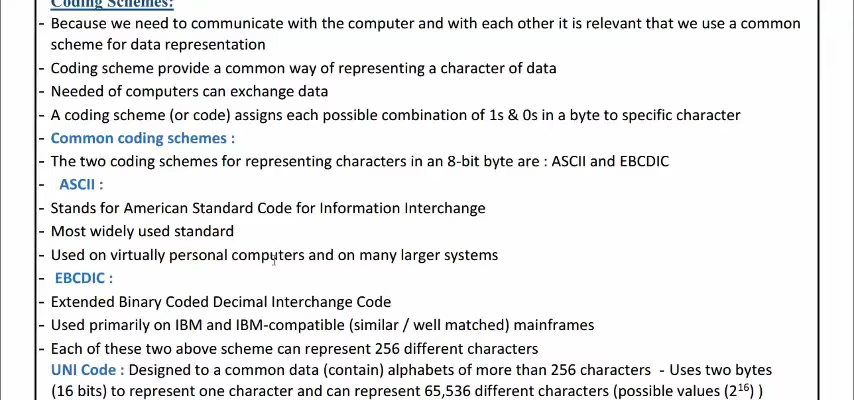 Coding Schemes:
- Because we need to communicate with the computer and with each other it is relevant that we use a common
scheme for data representation
- Coding scheme provide a common way of representing a character of data
- Needed of computers can exchange data
- A coding scheme (or code) assigns each possible combination of 1s & 0s in a byte to specific character
- Common coding schemes :
- The two coding schemes for representing characters in an 8-bit byte are : ASCII and EBCDIC
- ASCII :
- Stands for American Standard Code for Information Interchange
- Most widely used standard
- Used on virtually personal computers and on many larger systems
- EBCDIC :
- Extended Binary Coded Decimal Interchange Code
- Used primarily on IBM and IBM-compatible (similar / well matched) mainframes
- Each of these two above scheme can represent 256 different characters
UNI Code : Designed to a common data (contain) alphabets of more than 256 characters - Uses two bytes
(16 bits) to represent one character and can represent 65,536 different characters (possible values (2¹⁶) )